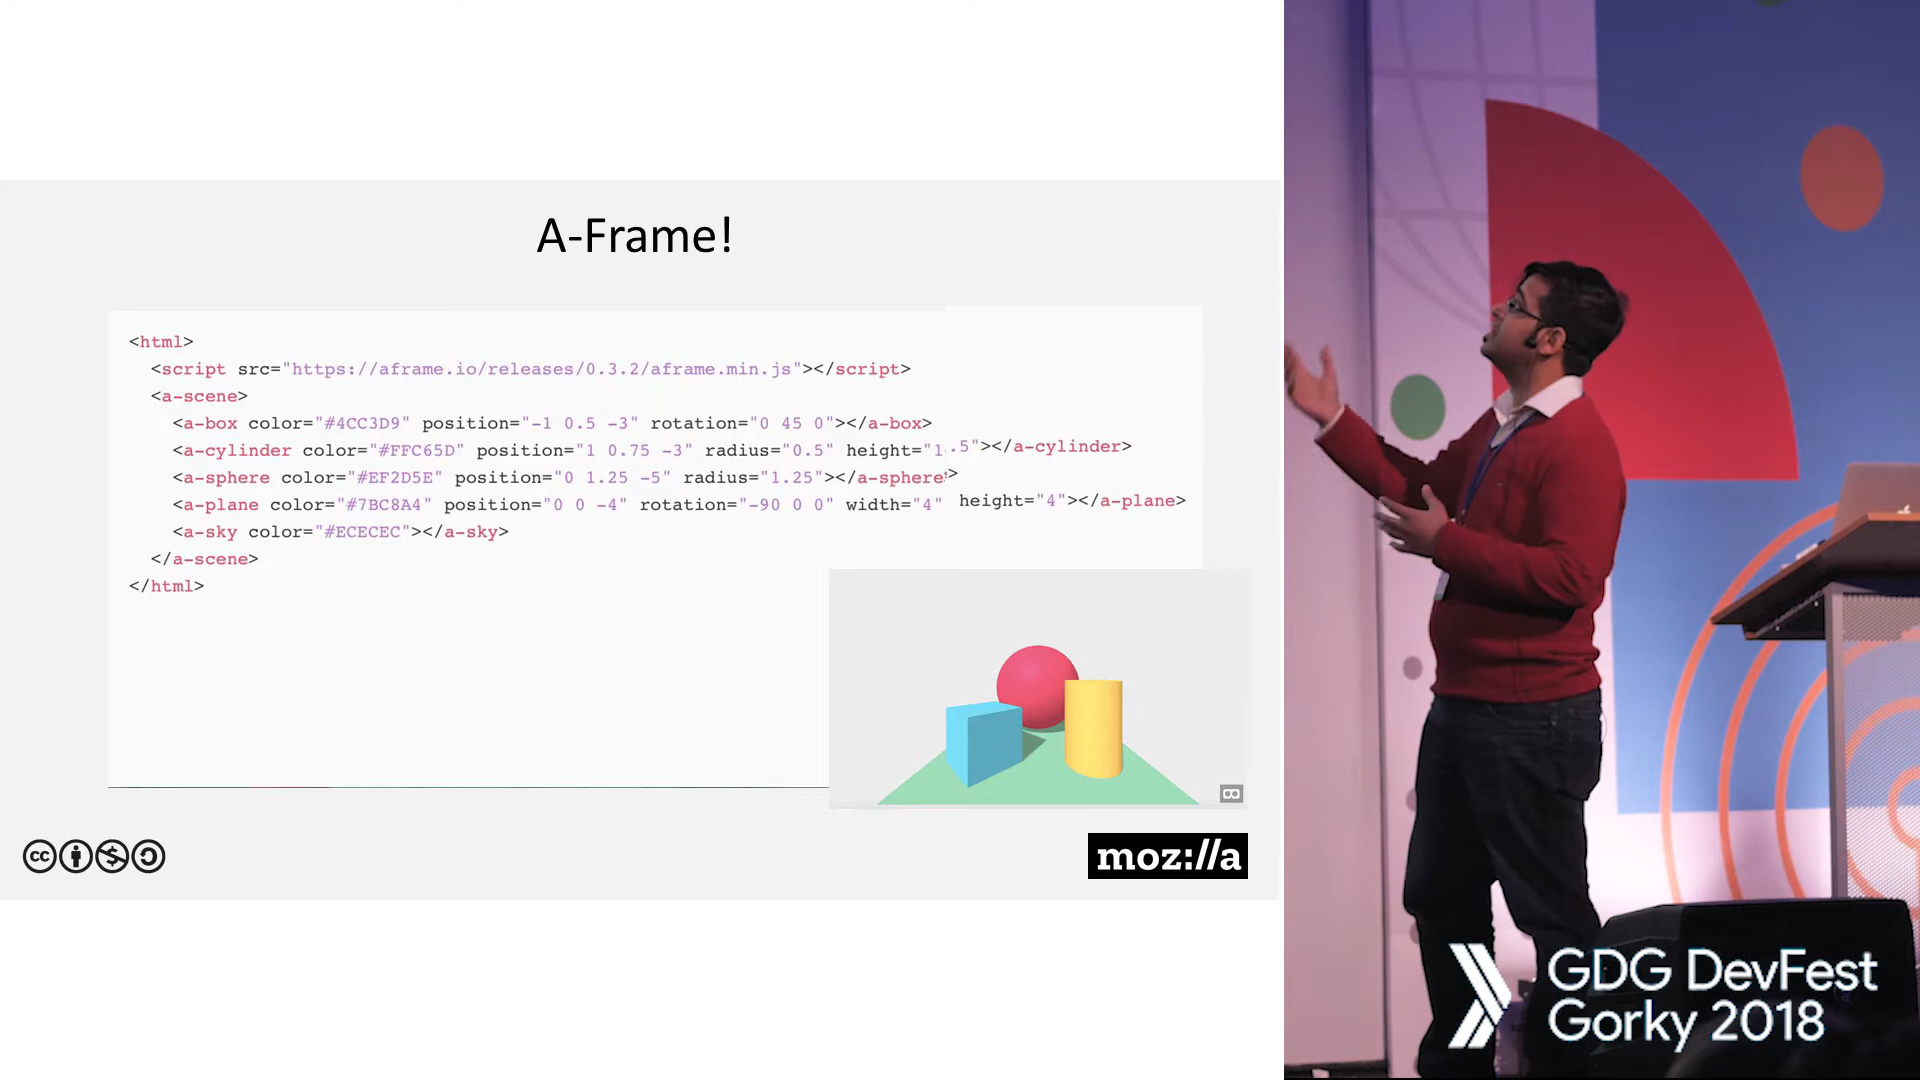 A-Frame!
<html>
<script src="https://aframe.io/releases/0.3.2/aframe.min.js"></script>
<a-scene>
<a-box color="#4CC3D9" position="-1 0.5 -3" rotation="0 45 0"></a-box>
<a-cylinder color="#FFC65D" position="1 0.75 -3" radius="0.5" height="1.5"></a-cylinder>
<a-sphere color="#EF2D5E" position="0 1.25 -5" radius="1.25"></a-sphere>
<a-plane color="#7BC8A4" position="0 0 -4" rotation="-90 0 0" width="4" height="4"></a-plane>
<a-sky color="#ECECEC"></a-sky>
</a-scene>
</html>
cc
moz://a
GDG DevFest
Gorky 2018